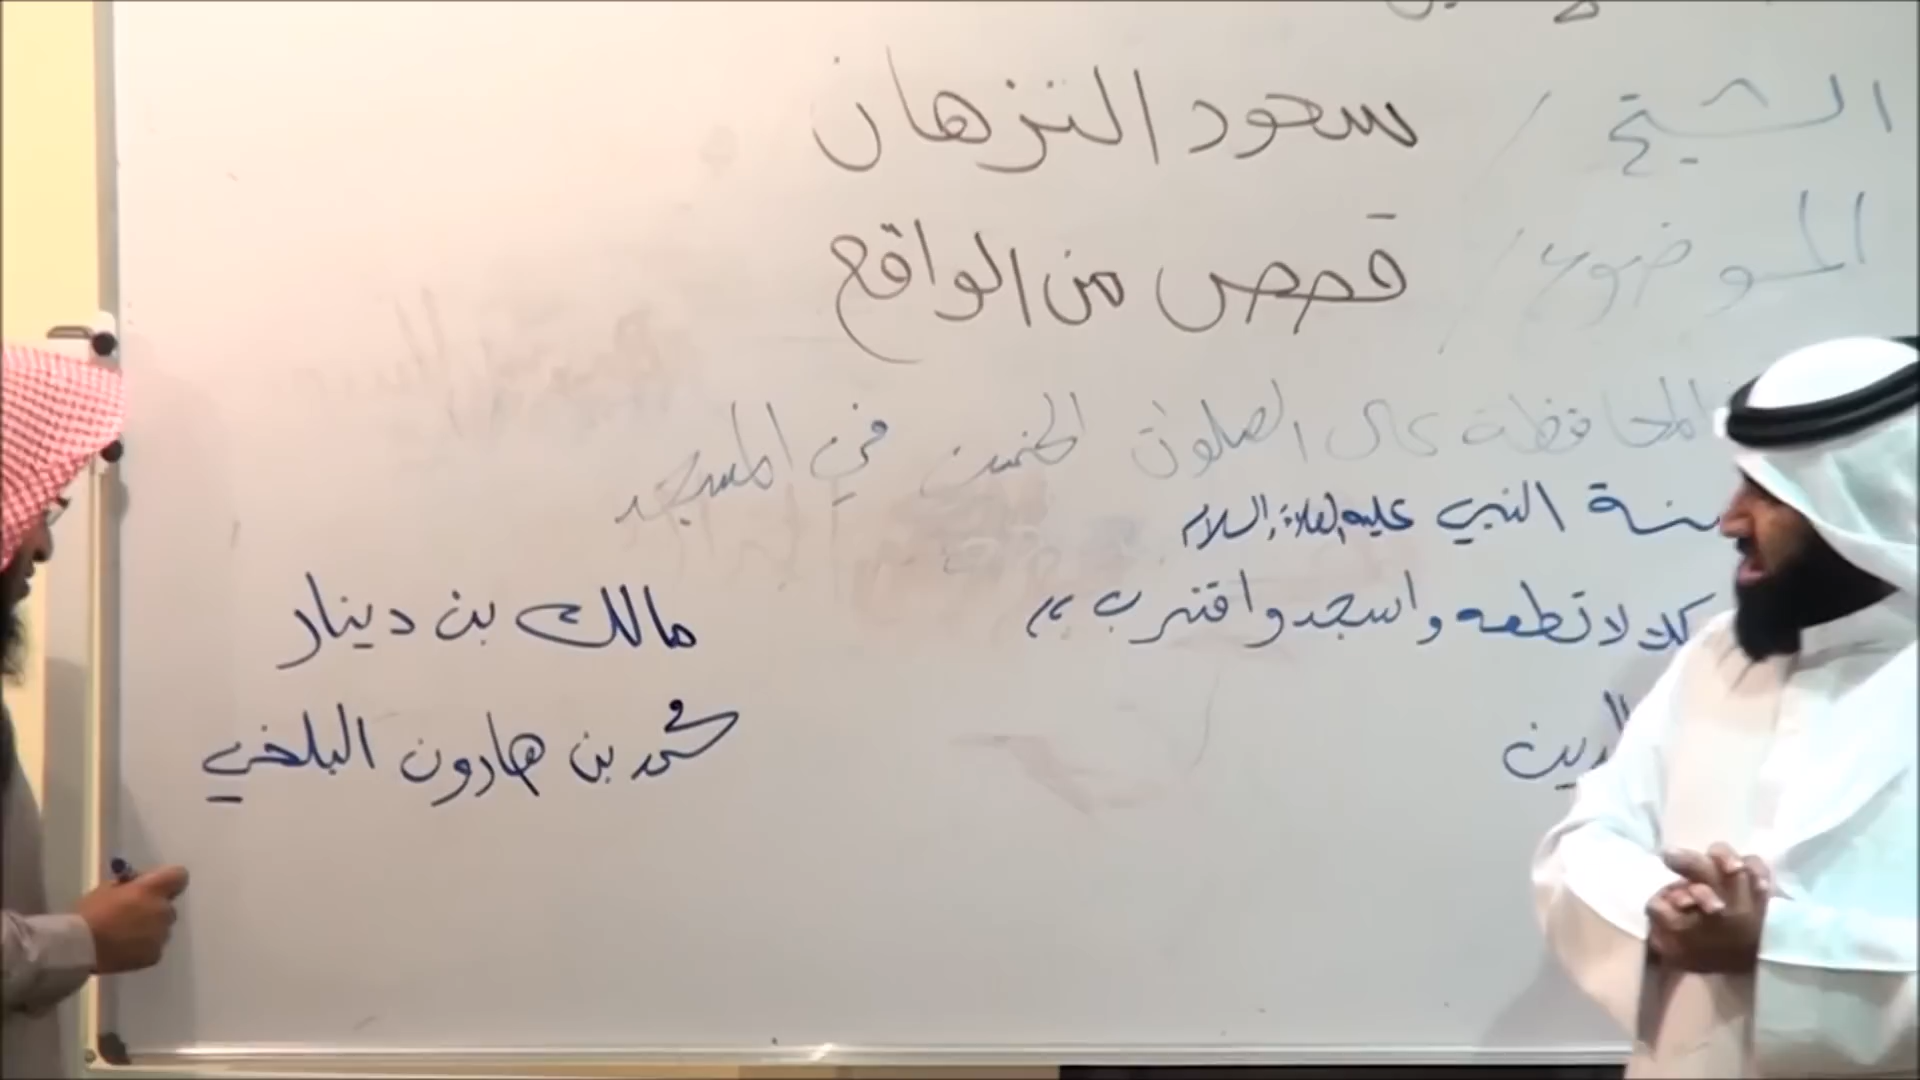 الشيخ / سعود النزهان
الموضوع / قصص من الواقع
المحافظة على الصلوات الخمس في المسجد
سنة النبي عليه الصلاة والسلام
كلا لا تطعه واسجد واقترب ،،
مالك بن دينار
محمد بن هارون البلخي